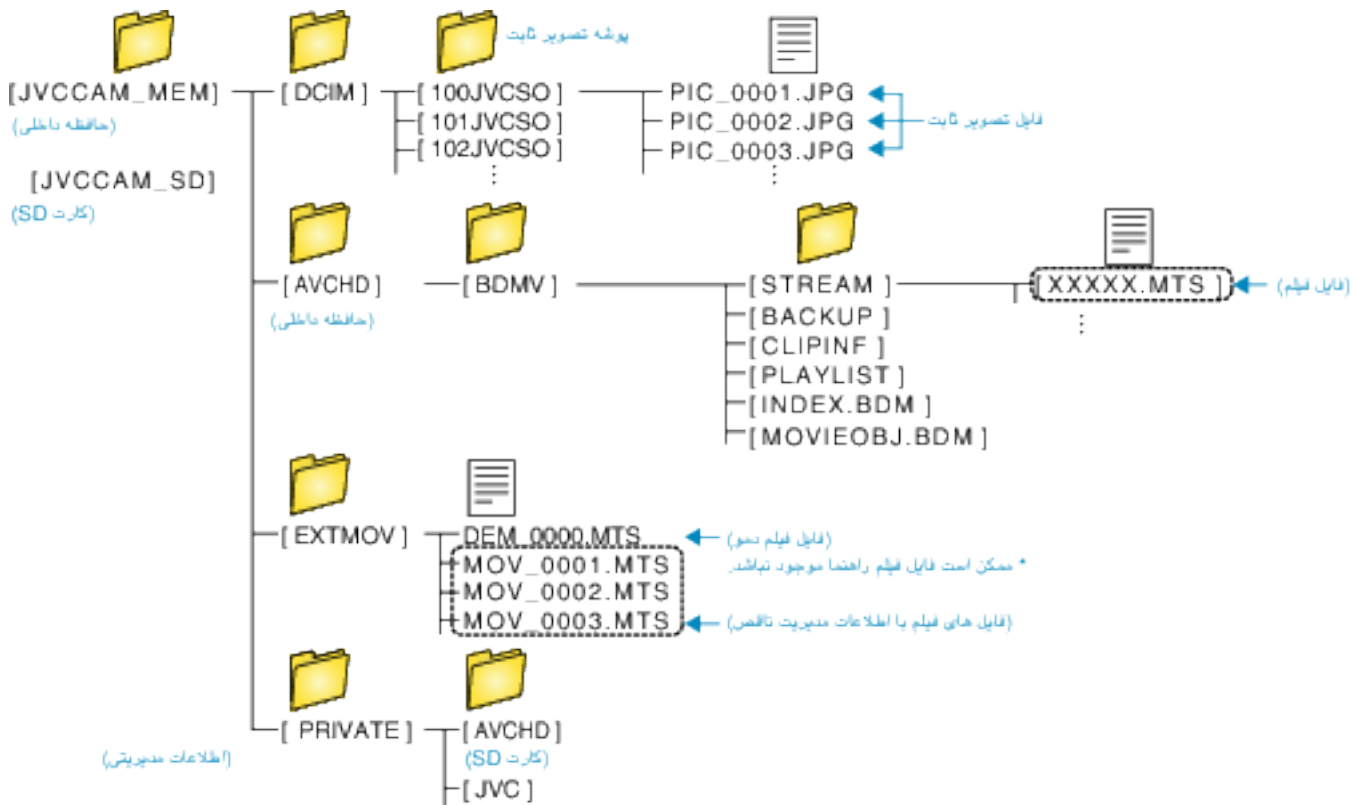 پوشه تصویر ثابت
[JVCCAM_MEM]
[DCIM]
[100JVCSO]
PIC_0001.JPG
(حافظه داخلی)
[101JVCSO]
PIC_0002.JPG
فایل تصویر ثابت
[102JVCSO]
PIC_0003.JPG
[JVCCAM_SD]
(کارت SD)
[AVCHD]
[BDMV]
[STREAM]
[XXXXX.MTS]
(فایل فیلم)
(حافظه داخلی)
[BACKUP]
[CLIPINF]
[PLAYLIST]
[INDEX.BDM]
[MOVIEOBJ.BDM]
[EXTMOV]
DEM_0000.MTS
(فایل فیلم دمو)
MOV_0001.MTS
* ممکن است فایل فیلم راهنما موجود نباشد.
MOV_0002.MTS
MOV_0003.MTS
(فایل های فیلم با اطلاعات مدیریت ناقص)
[PRIVATE]
[AVCHD]
(اطلاعات مدیریتی)
(کارت SD)
[JVC]